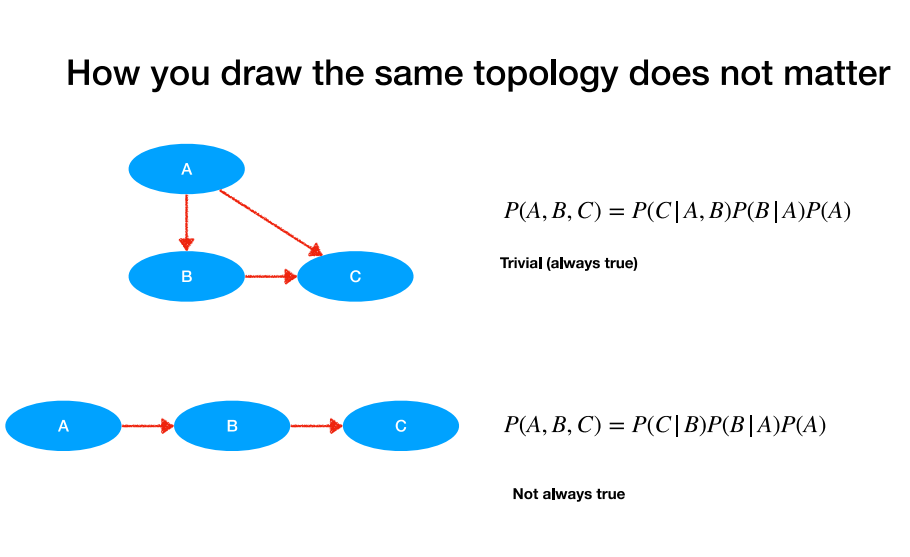 How you draw the same topology does not matter
A
B
C
P(A, B, C) = P(C | A, B)P(B | A)P(A)
Trivial (always true)
A
B
C
P(A, B, C) = P(C | B)P(B | A)P(A)
Not always true